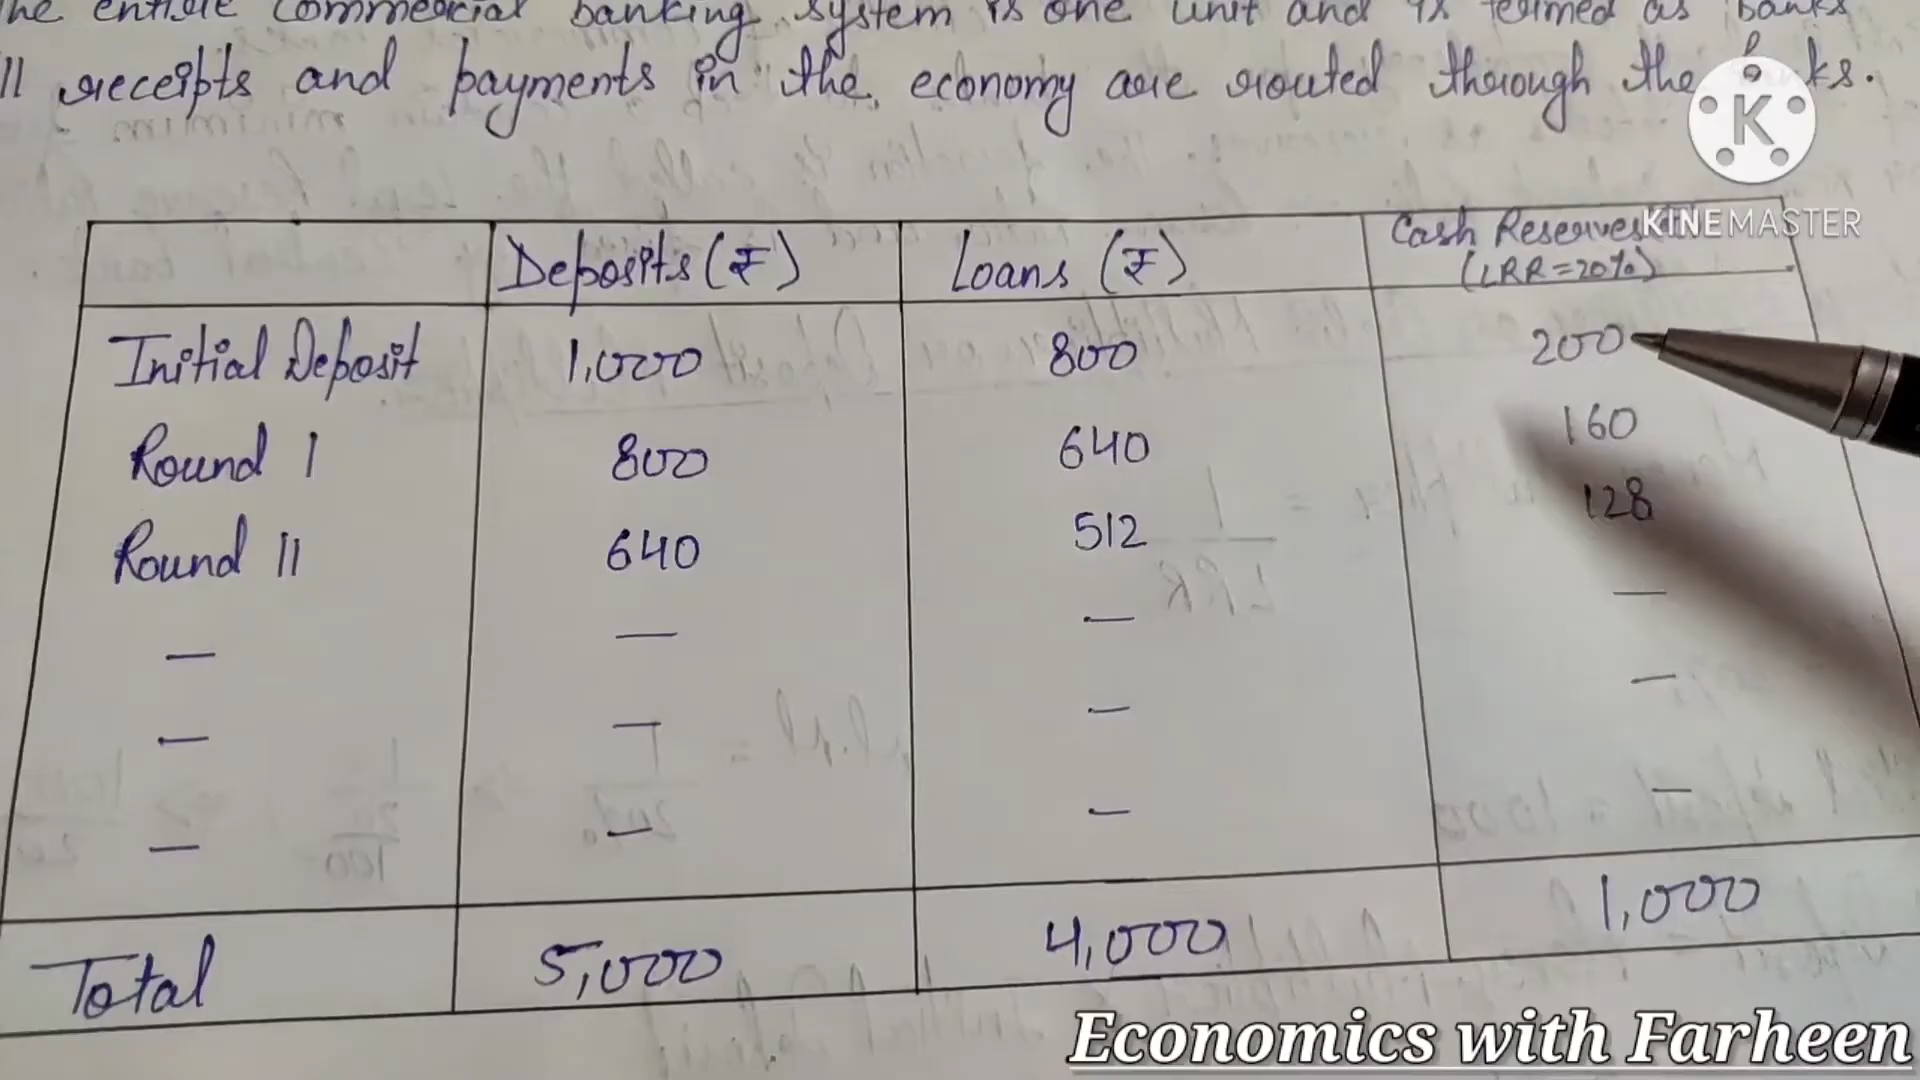 The entire commercial banking system is one unit and is termed as banks
ll receipts and payments in the economy are routed through the
K
KINEMASTER
Deposits (₹) Loans (₹) Cash Reserves (LRR = 20%)
Initial Deposit 1,000 800 200
Round I 800 640 160
Round II 640 512 128
— — — —
— — — —
— — — —
Total 5,000 4,000 1,000
Economics with Farheen